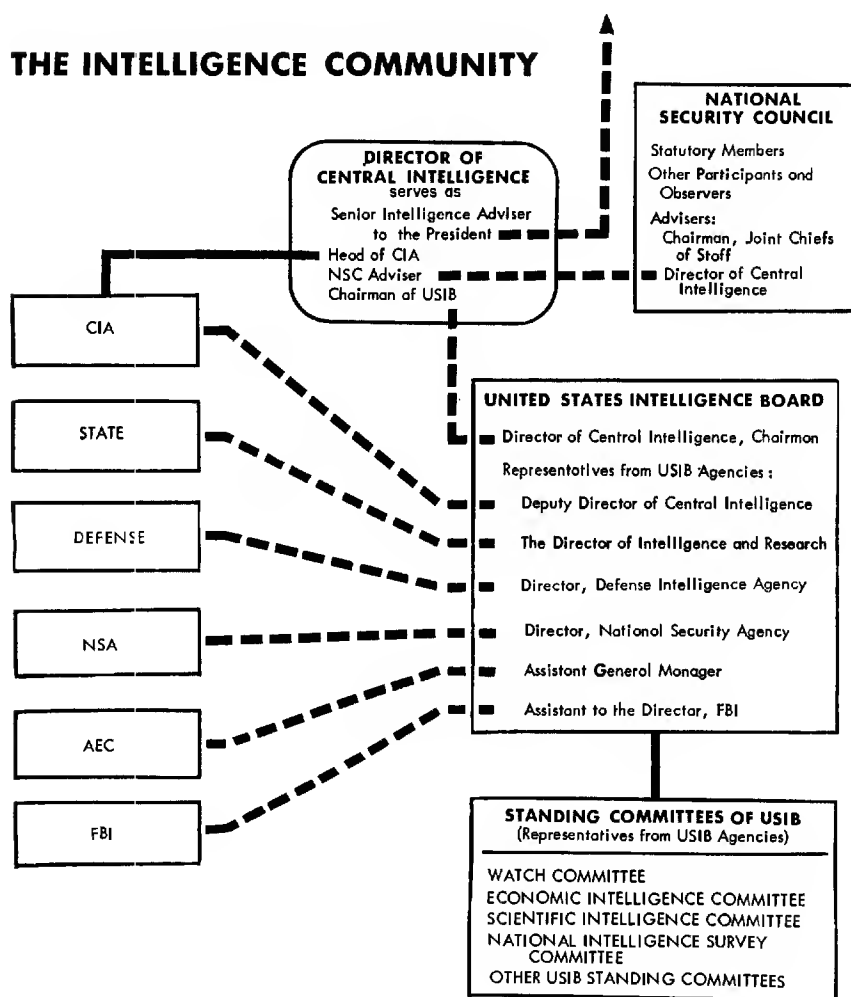 THE INTELLIGENCE COMMUNITY
NATIONAL
SECURITY COUNCIL
Statutory Members
Other Participants and
Observers
Advisers:
Chairman, Joint Chiefs
of Staff
Director of Central
Intelligence
DIRECTOR OF
CENTRAL INTELLIGENCE
serves as
Senior Intelligence Adviser
to the President
Head of CIA
NSC Adviser
Chairman of USIB
CIA
STATE
DEFENSE
NSA
AEC
FBI
UNITED STATES INTELLIGENCE BOARD
Director of Central Intelligence, Chairman
Representatives from USIB Agencies:
Deputy Director of Central Intelligence
The Director of Intelligence and Research
Director, Defense Intelligence Agency
Director, National Security Agency
Assistant General Manager
Assistant to the Director, FBI
STANDING COMMITTEES OF USIB
(Representatives from USIB Agencies)
WATCH COMMITTEE
ECONOMIC INTELLIGENCE COMMITTEE
SCIENTIFIC INTELLIGENCE COMMITTEE
NATIONAL INTELLIGENCE SURVEY
COMMITTEE
OTHER USIB STANDING COMMITTEES